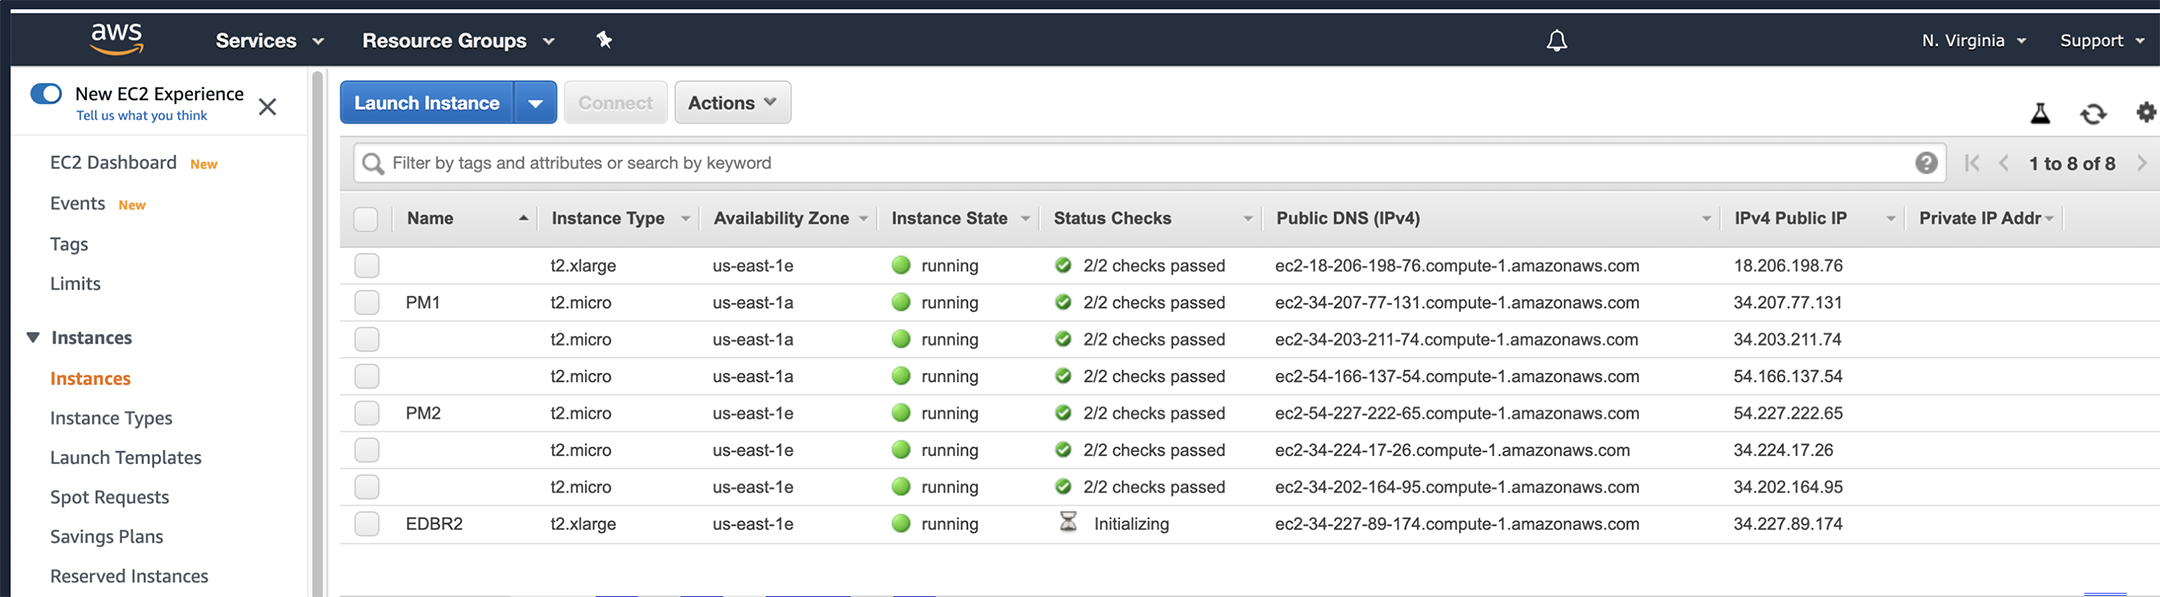 aws Services Resource Groups N. Virginia Support
New EC2 Experience
Tell us what you think
EC2 Dashboard New
Events New
Tags
Limits
Instances
Instances
Instance Types
Launch Templates
Spot Requests
Savings Plans
Reserved Instances
Launch Instance Connect Actions
Filter by tags and attributes or search by keyword ? 1 to 8 of 8
Name Instance Type Availability Zone Instance State Status Checks Public DNS (IPv4) IPv4 Public IP Private IP Addr
t2.xlarge us-east-1e running 2/2 checks passed ec2-18-206-198-76.compute-1.amazonaws.com 18.206.198.76
PM1 t2.micro us-east-1a running 2/2 checks passed ec2-34-207-77-131.compute-1.amazonaws.com 34.207.77.131
t2.micro us-east-1a running 2/2 checks passed ec2-34-203-211-74.compute-1.amazonaws.com 34.203.211.74
t2.micro us-east-1a running 2/2 checks passed ec2-54-166-137-54.compute-1.amazonaws.com 54.166.137.54
PM2 t2.micro us-east-1e running 2/2 checks passed ec2-54-227-222-65.compute-1.amazonaws.com 54.227.222.65
t2.micro us-east-1e running 2/2 checks passed ec2-34-224-17-26.compute-1.amazonaws.com 34.224.17.26
t2.micro us-east-1e running 2/2 checks passed ec2-34-202-164-95.compute-1.amazonaws.com 34.202.164.95
EDBR2 t2.xlarge us-east-1e running Initializing ec2-34-227-89-174.compute-1.amazonaws.com 34.227.89.174